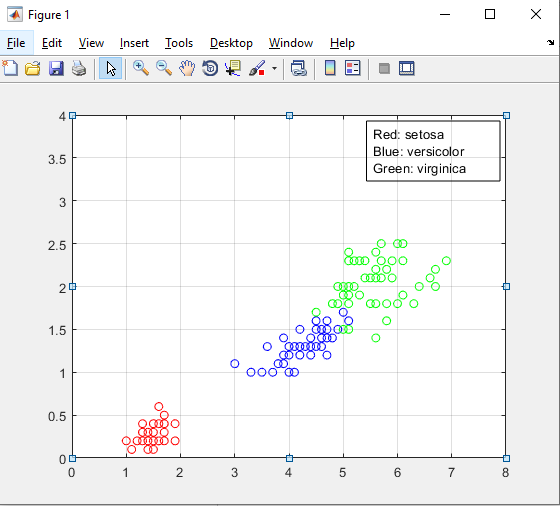 Figure 1
File Edit View Insert Tools Desktop Window Help
Red: setosa
Blue: versicolor
Green: virginica
4
3.5
3
2.5
2
1.5
1
0.5
0
0 1 2 3 4 5 6 7 8